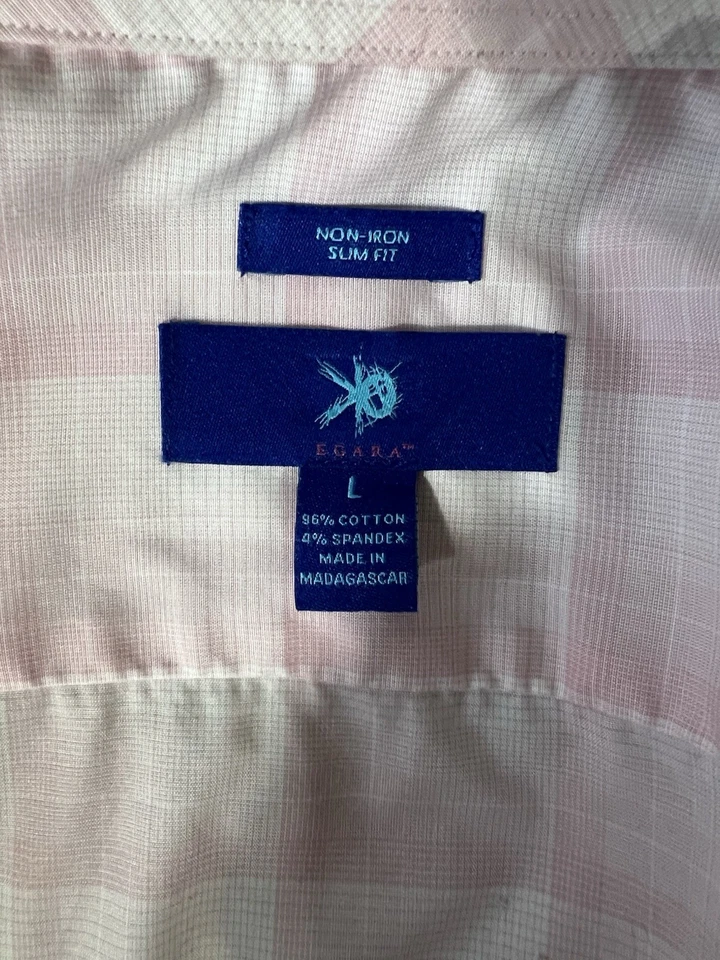 NON-IRON
SLIM FIT
EGARA™
L
96% COTTON
4% SPANDEX
MADE IN
MADAGASCAR